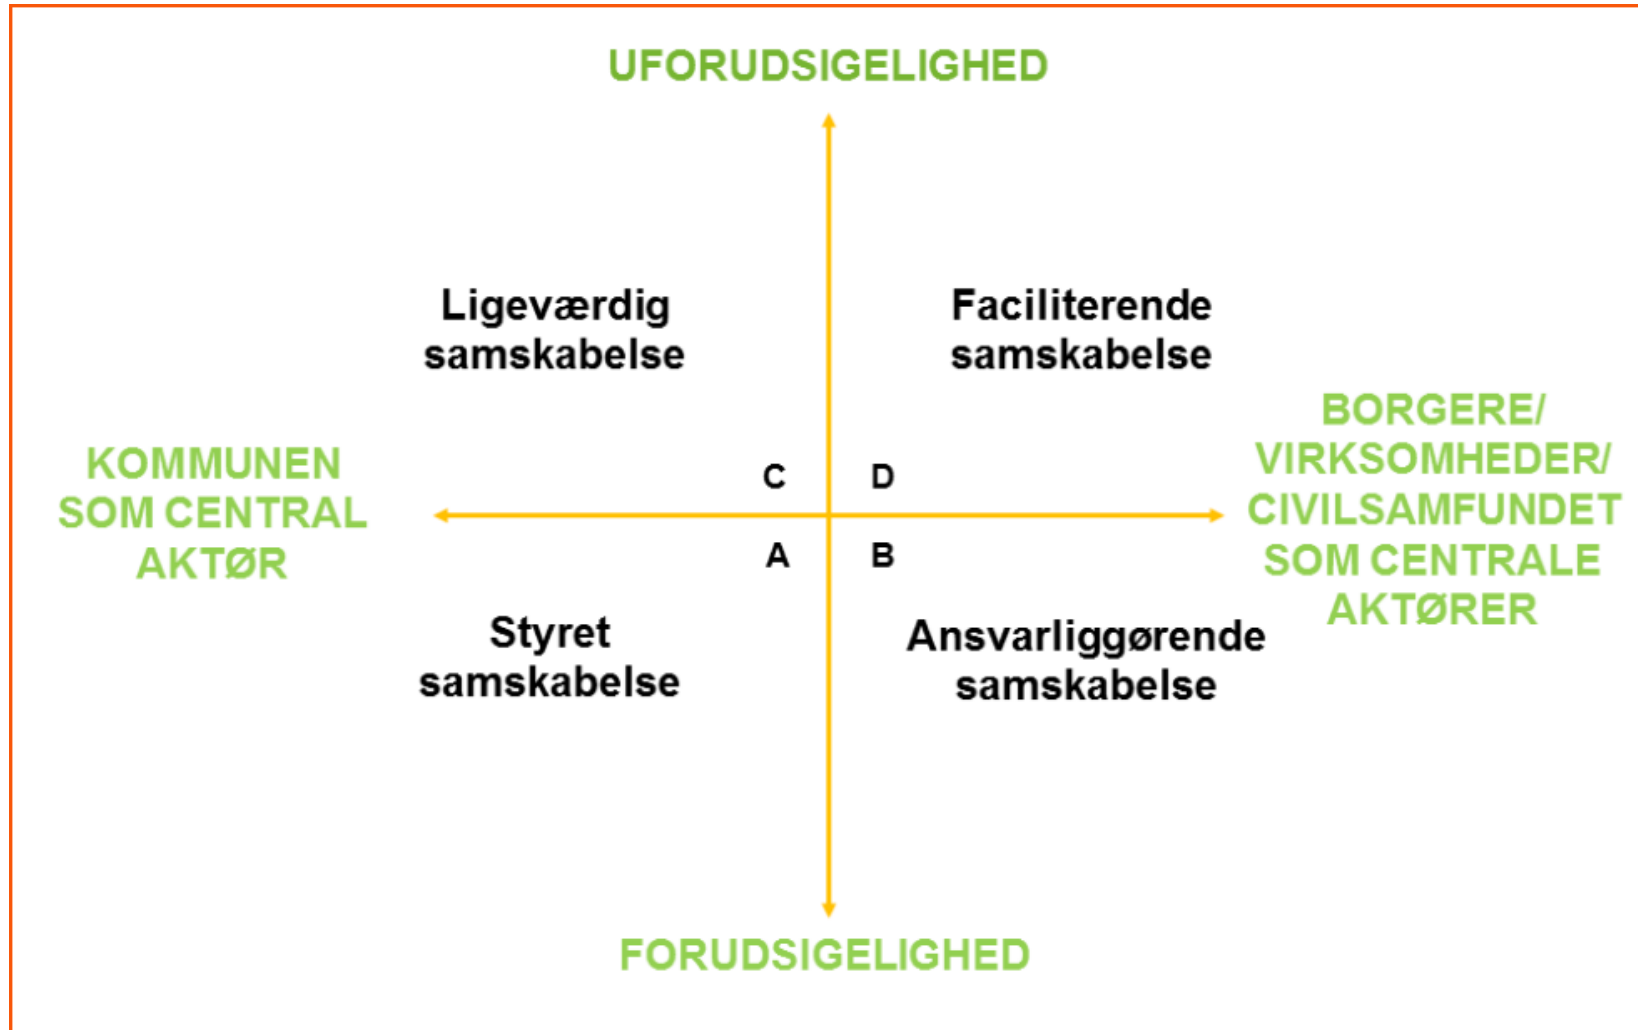 UFORUDSIGELIGHED
Ligeværdig
samskabelse
Faciliterende
samskabelse
KOMMUNEN
SOM CENTRAL
AKTØR
BORGERE/
VIRKSOMHEDER/
CIVILSAMFUNDET
SOM CENTRALE
AKTØRER
C
D
A
B
Styret
samskabelse
Ansvarliggørende
samskabelse
FORUDSIGELIGHED